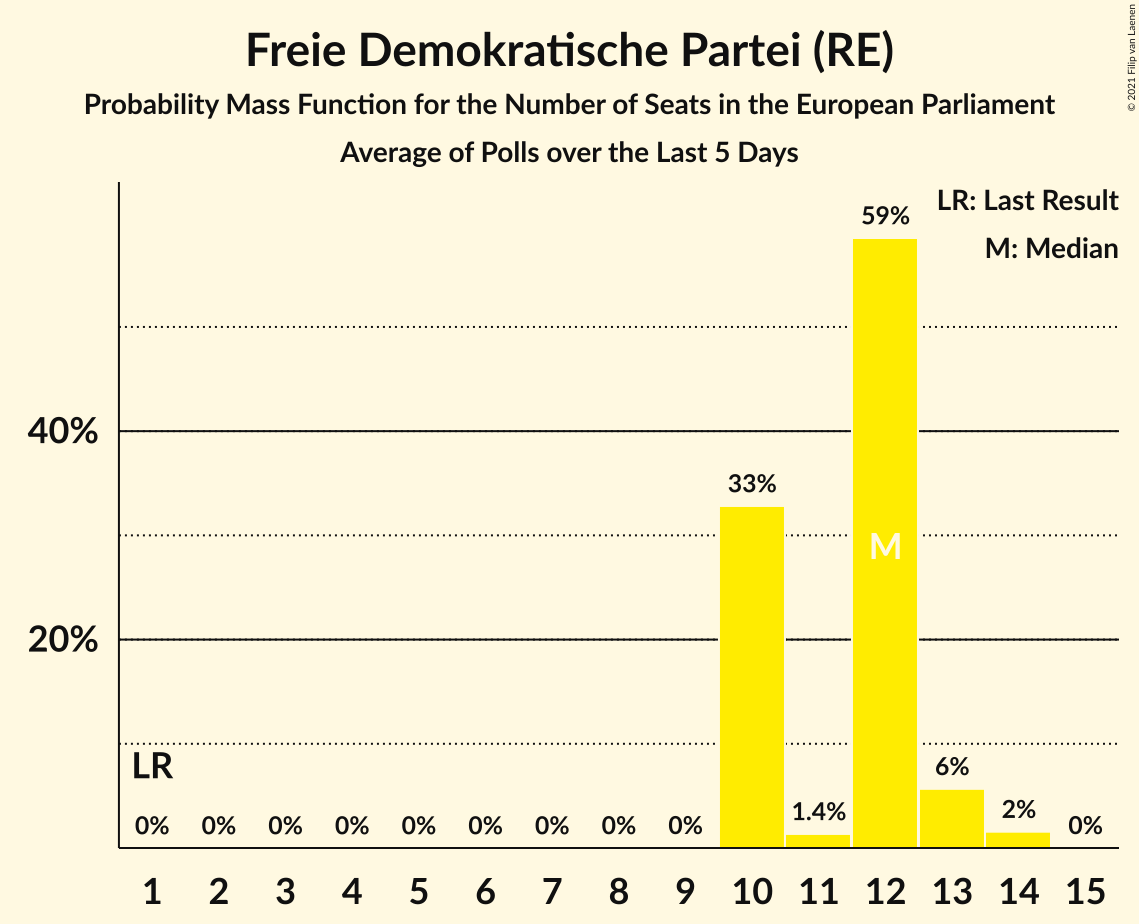 Freie Demokratische Partei (RE)
Probability Mass Function for the Number of Seats in the European Parliament
Average of Polls over the Last 5 Days
© 2021 Filip van Laenen
LR: Last Result
M: Median
59%
40%
33%
M
20%
LR
6%
1.4%
2%
0% 0% 0% 0% 0% 0% 0% 0% 0% 0%
1 2 3 4 5 6 7 8 9 10 11 12 13 14 15